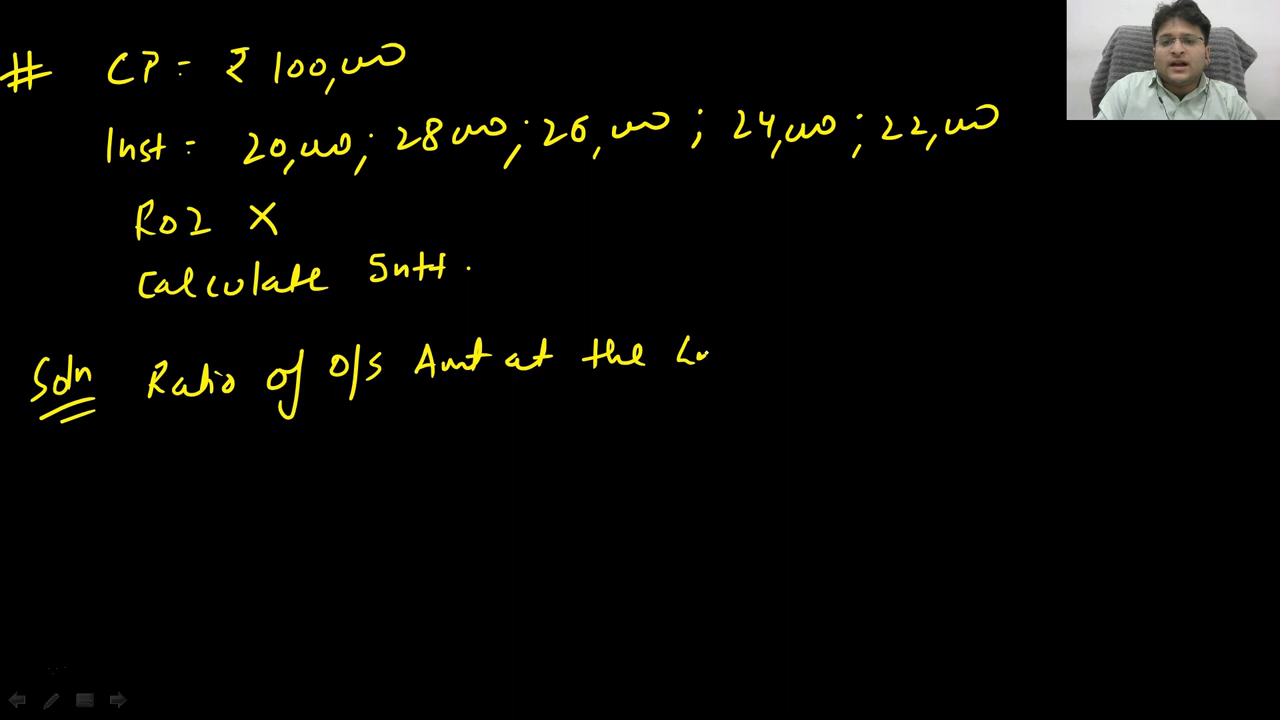 # CP = ₹ 100,000
Inst = 20,000; 28000; 26,000; 24,000; 22,000
ROI X
Calculate Intt.
Soln Ratio of O/S Amt at the